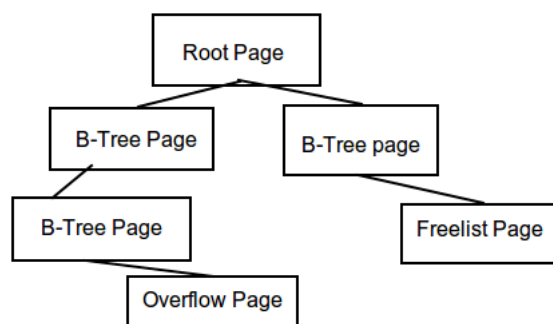 Root Page
B-Tree Page
B-Tree page
B-Tree Page
Freelist Page
Overflow Page